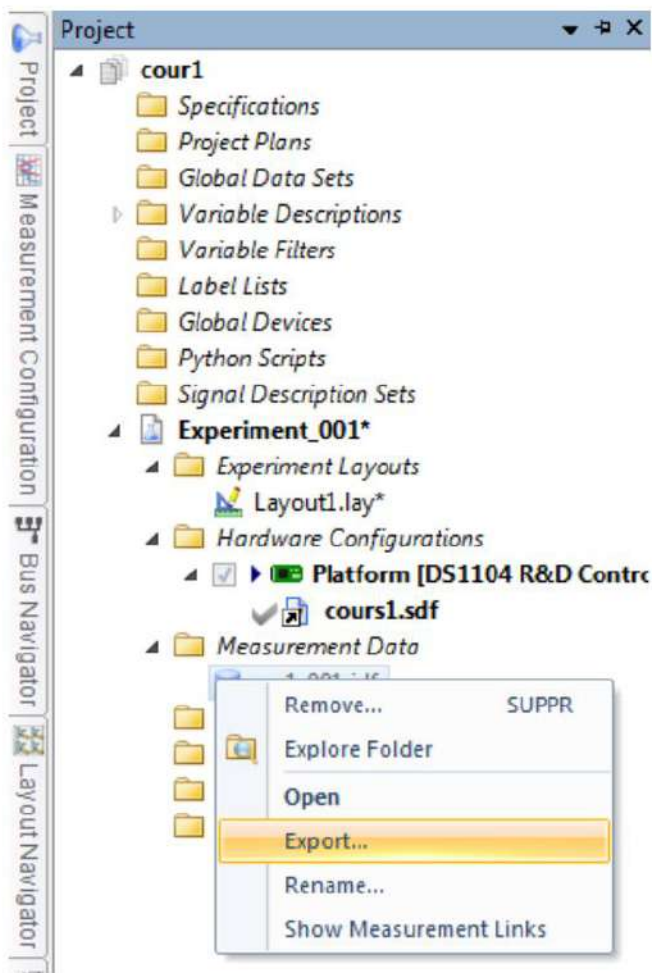 Project
cour1
Specifications
Project Plans
Global Data Sets
Variable Descriptions
Variable Filters
Label Lists
Global Devices
Python Scripts
Signal Description Sets
Experiment_001*
Experiment Layouts
Layout1.lay*
Hardware Configurations
Platform [DS1104 R&D Contro
cours1.sdf
Measurement Data
Remove... SUPPR
Explore Folder
Open
Export...
Rename...
Show Measurement Links
Project
Measurement Configuration
Bus Navigator
Layout Navigator